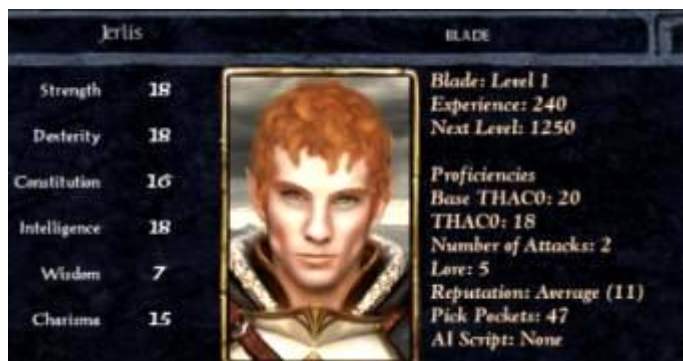 Jerlis
BLADE
Strength 18
Dexterity 18
Constitution 16
Intelligence 18
Wisdom 7
Charisma 15
Blade: Level 1
Experience: 240
Next Level: 1250
Proficiencies
Base THAC0: 20
THAC0: 18
Number of Attacks: 2
Lore: 5
Reputation: Average (11)
Pick Pockets: 47
AI Script: None